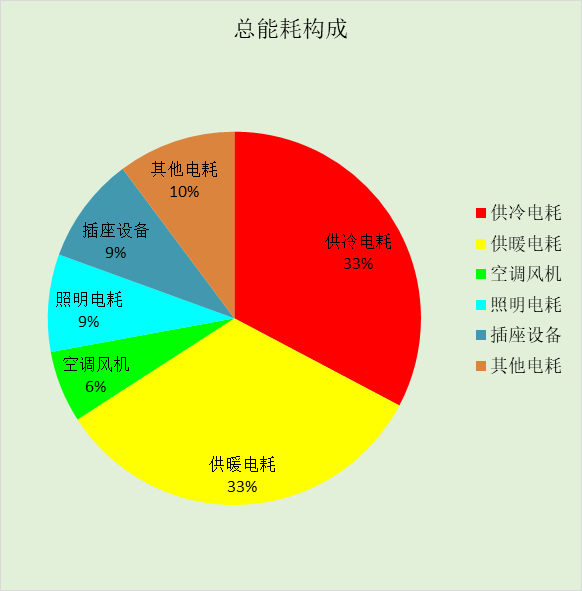 总能耗构成
其他电耗
10%
供冷电耗
33%
插座设备
9%
照明电耗
9%
空调风机
6%
供暖电耗
33%
供冷电耗
供暖电耗
空调风机
照明电耗
插座设备
其他电耗